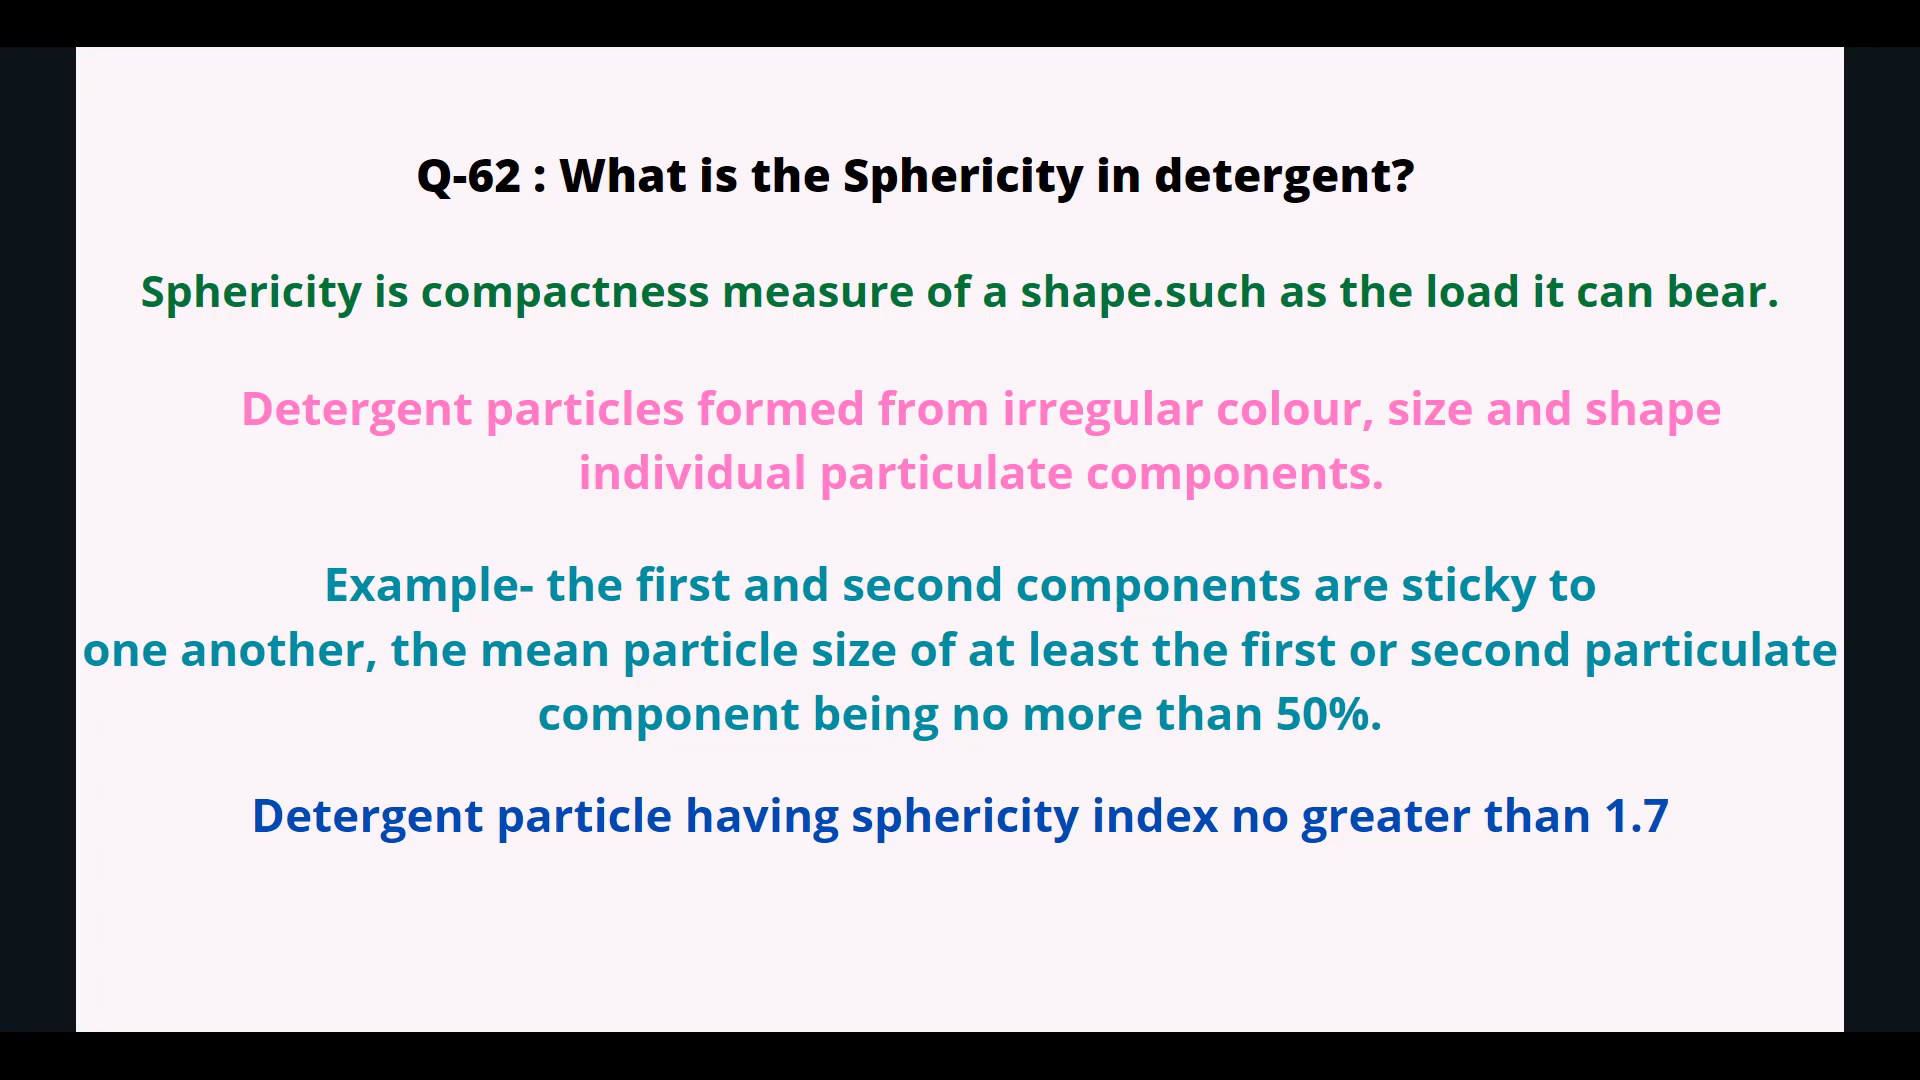 Q-62 : What is the Sphericity in detergent?
Sphericity is compactness measure of a shape.such as the load it can bear.
Detergent particles formed from irregular colour, size and shape
individual particulate components.
Example- the first and second components are sticky to
one another, the mean particle size of at least the first or second particulate
component being no more than 50%.
Detergent particle having sphericity index no greater than 1.7